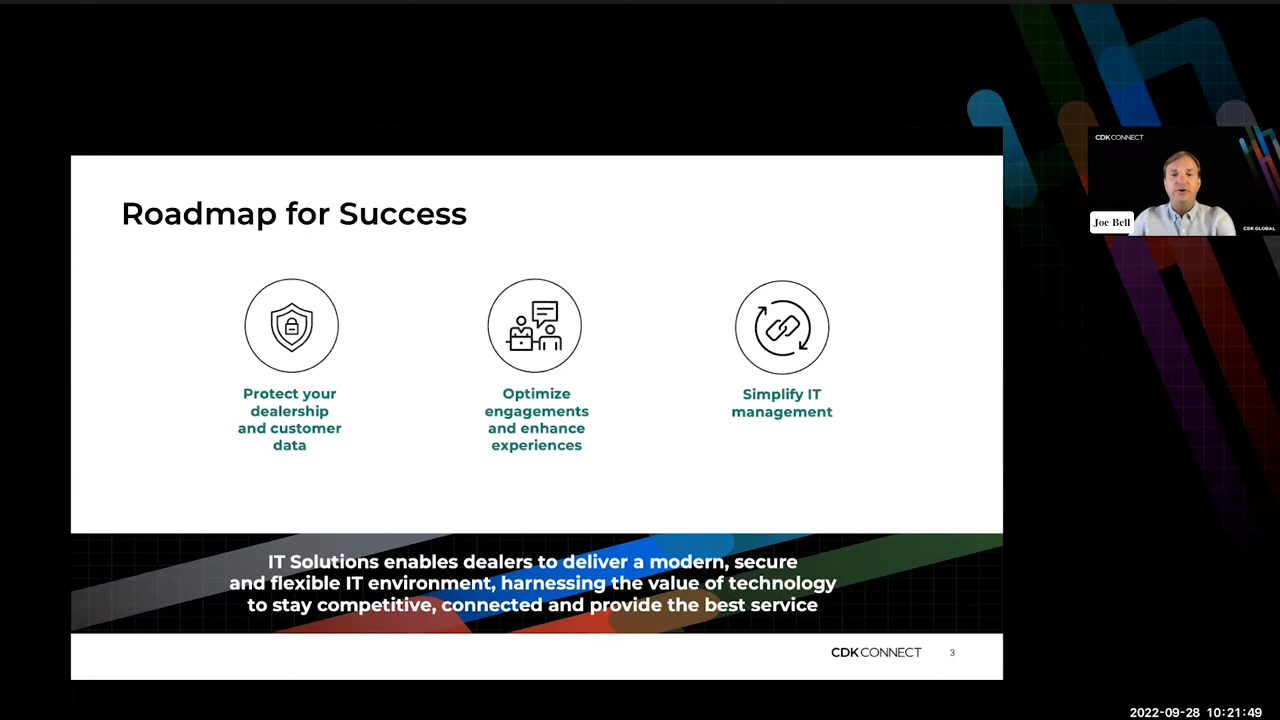 Roadmap for Success
Protect your
dealership
and customer
data
Optimize
engagements
and enhance
experiences
Simplify IT
management
IT Solutions enables dealers to deliver a modern, secure
and flexible IT environment, harnessing the value of technology
to stay competitive, connected and provide the best service
CDK CONNECT
3
CDK CONNECT
Joe Bell
CDK GLOBAL
2022-09-28 10:21:49